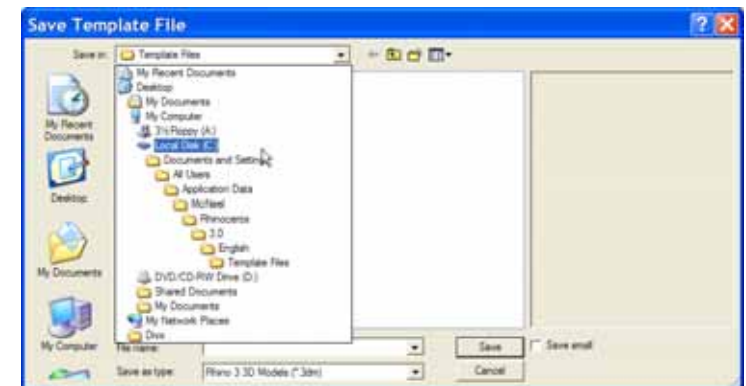 Save Template File
Save in: Template Files
My Recent Documents
Desktop
My Documents
My Computer
3½ Floppy (A:)
Local Disk (C:)
Documents and Settings
All Users
Application Data
McNeel
Rhinoceros
3.0
English
Template Files
DVD/CD-RW Drive (D:)
Shared Documents
My Documents
My Network Places
My Recent
Documents
Desktop
My Documents
My Computer
File name:
Save
Save small
Save as type: Rhino 3 3D Models (*.3dm)
Cancel